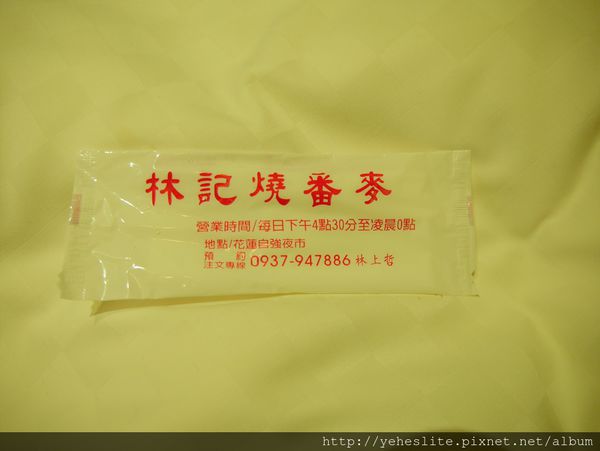 林記燒番麥
營業時間/每日下午4點30分至凌晨0點
地點/花蓮自強夜市
預約
注文專線 0937-947886 林上哲
http://yeheslite.pixnet.net/album